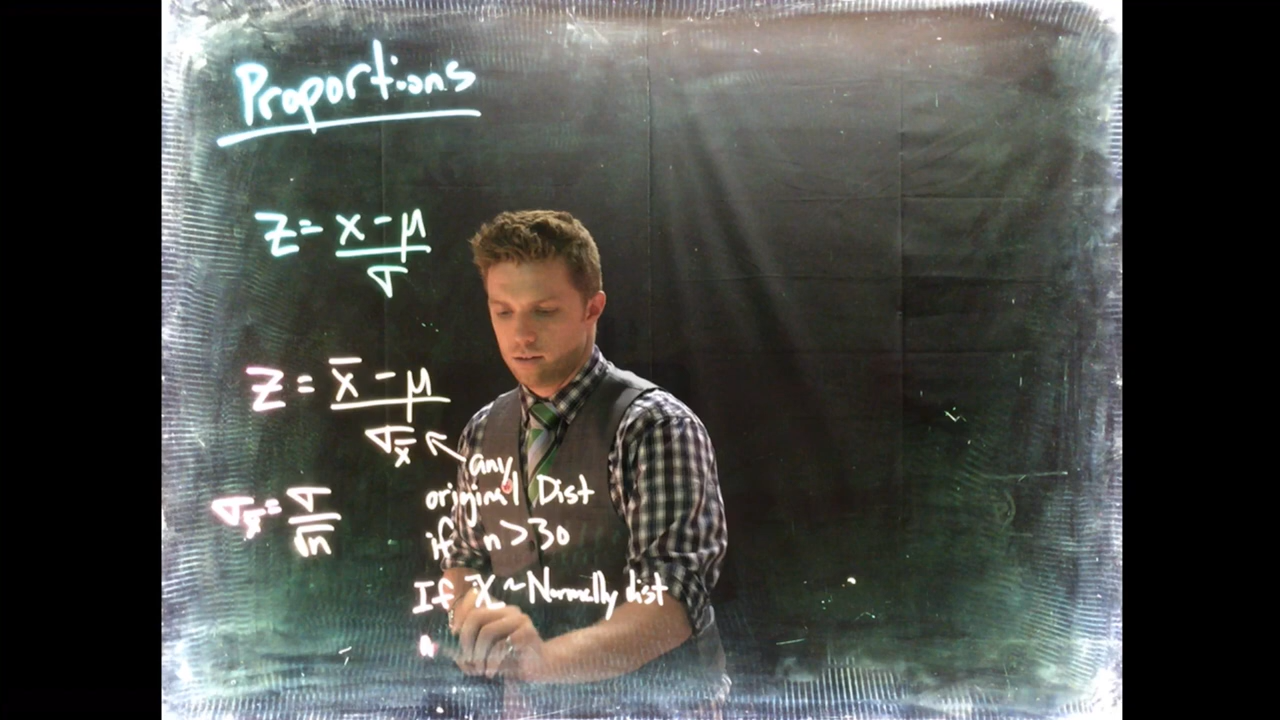 Proportions
Z = x - μ
σ
Z = x̄ - μ
σx̄
any
original Dist
σx̄ = σ
√n
if n > 30
If X ~ Normally dist